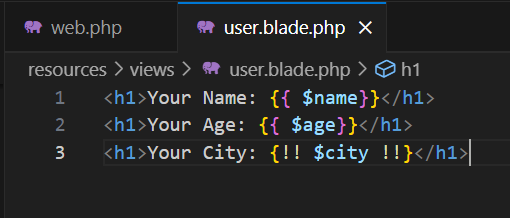 web.php
user.blade.php
resources > views > user.blade.php > h1
1 <h1>Your Name: {{ $name}}</h1>
2 <h1>Your Age: {{ $age}}</h1>
3 <h1>Your City: {!! $city !!}</h1>